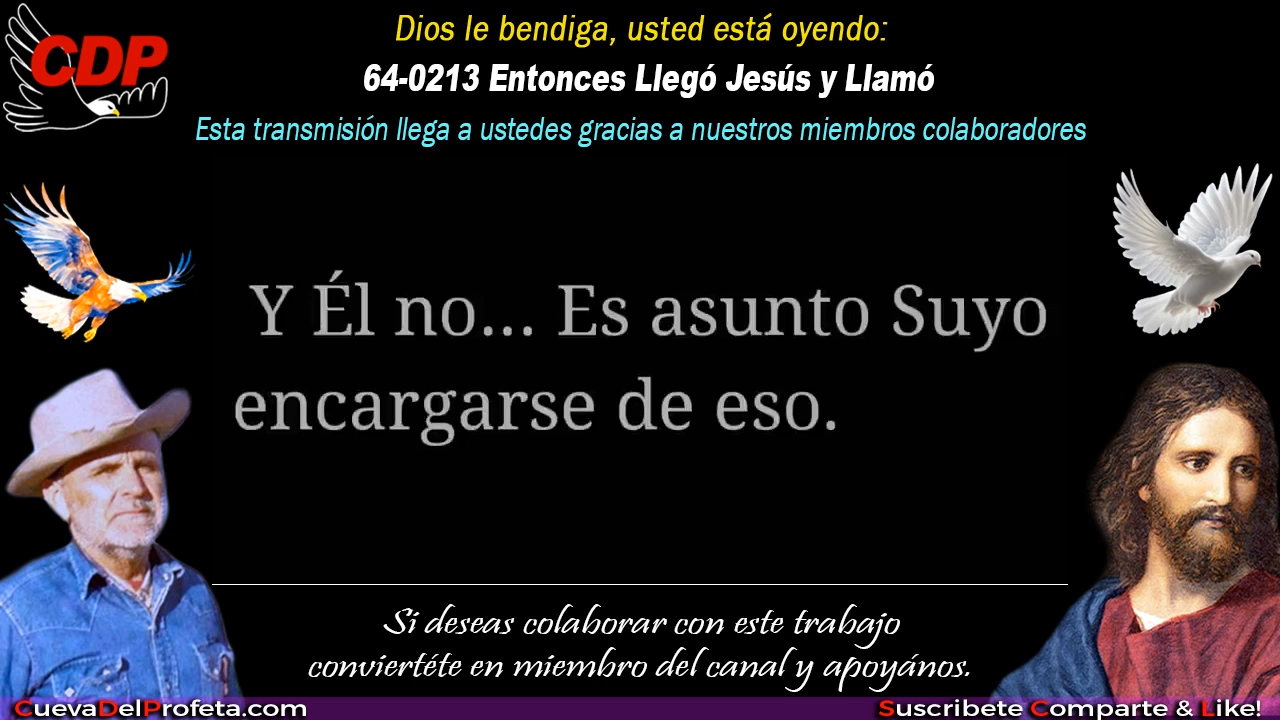 CDP
Dios le bendiga, usted está oyendo:
64-0213 Entonces Llegó Jesús y Llamó
Esta transmisión llega a ustedes gracias a nuestros miembros colaboradores
Y Él no... Es asunto Suyo
encargarse de eso.
Si deseas colaborar con este trabajo
conviertéte en miembro del canal y apoyános.
CuevaDelProfeta.com
Suscribete Comparte & Like!